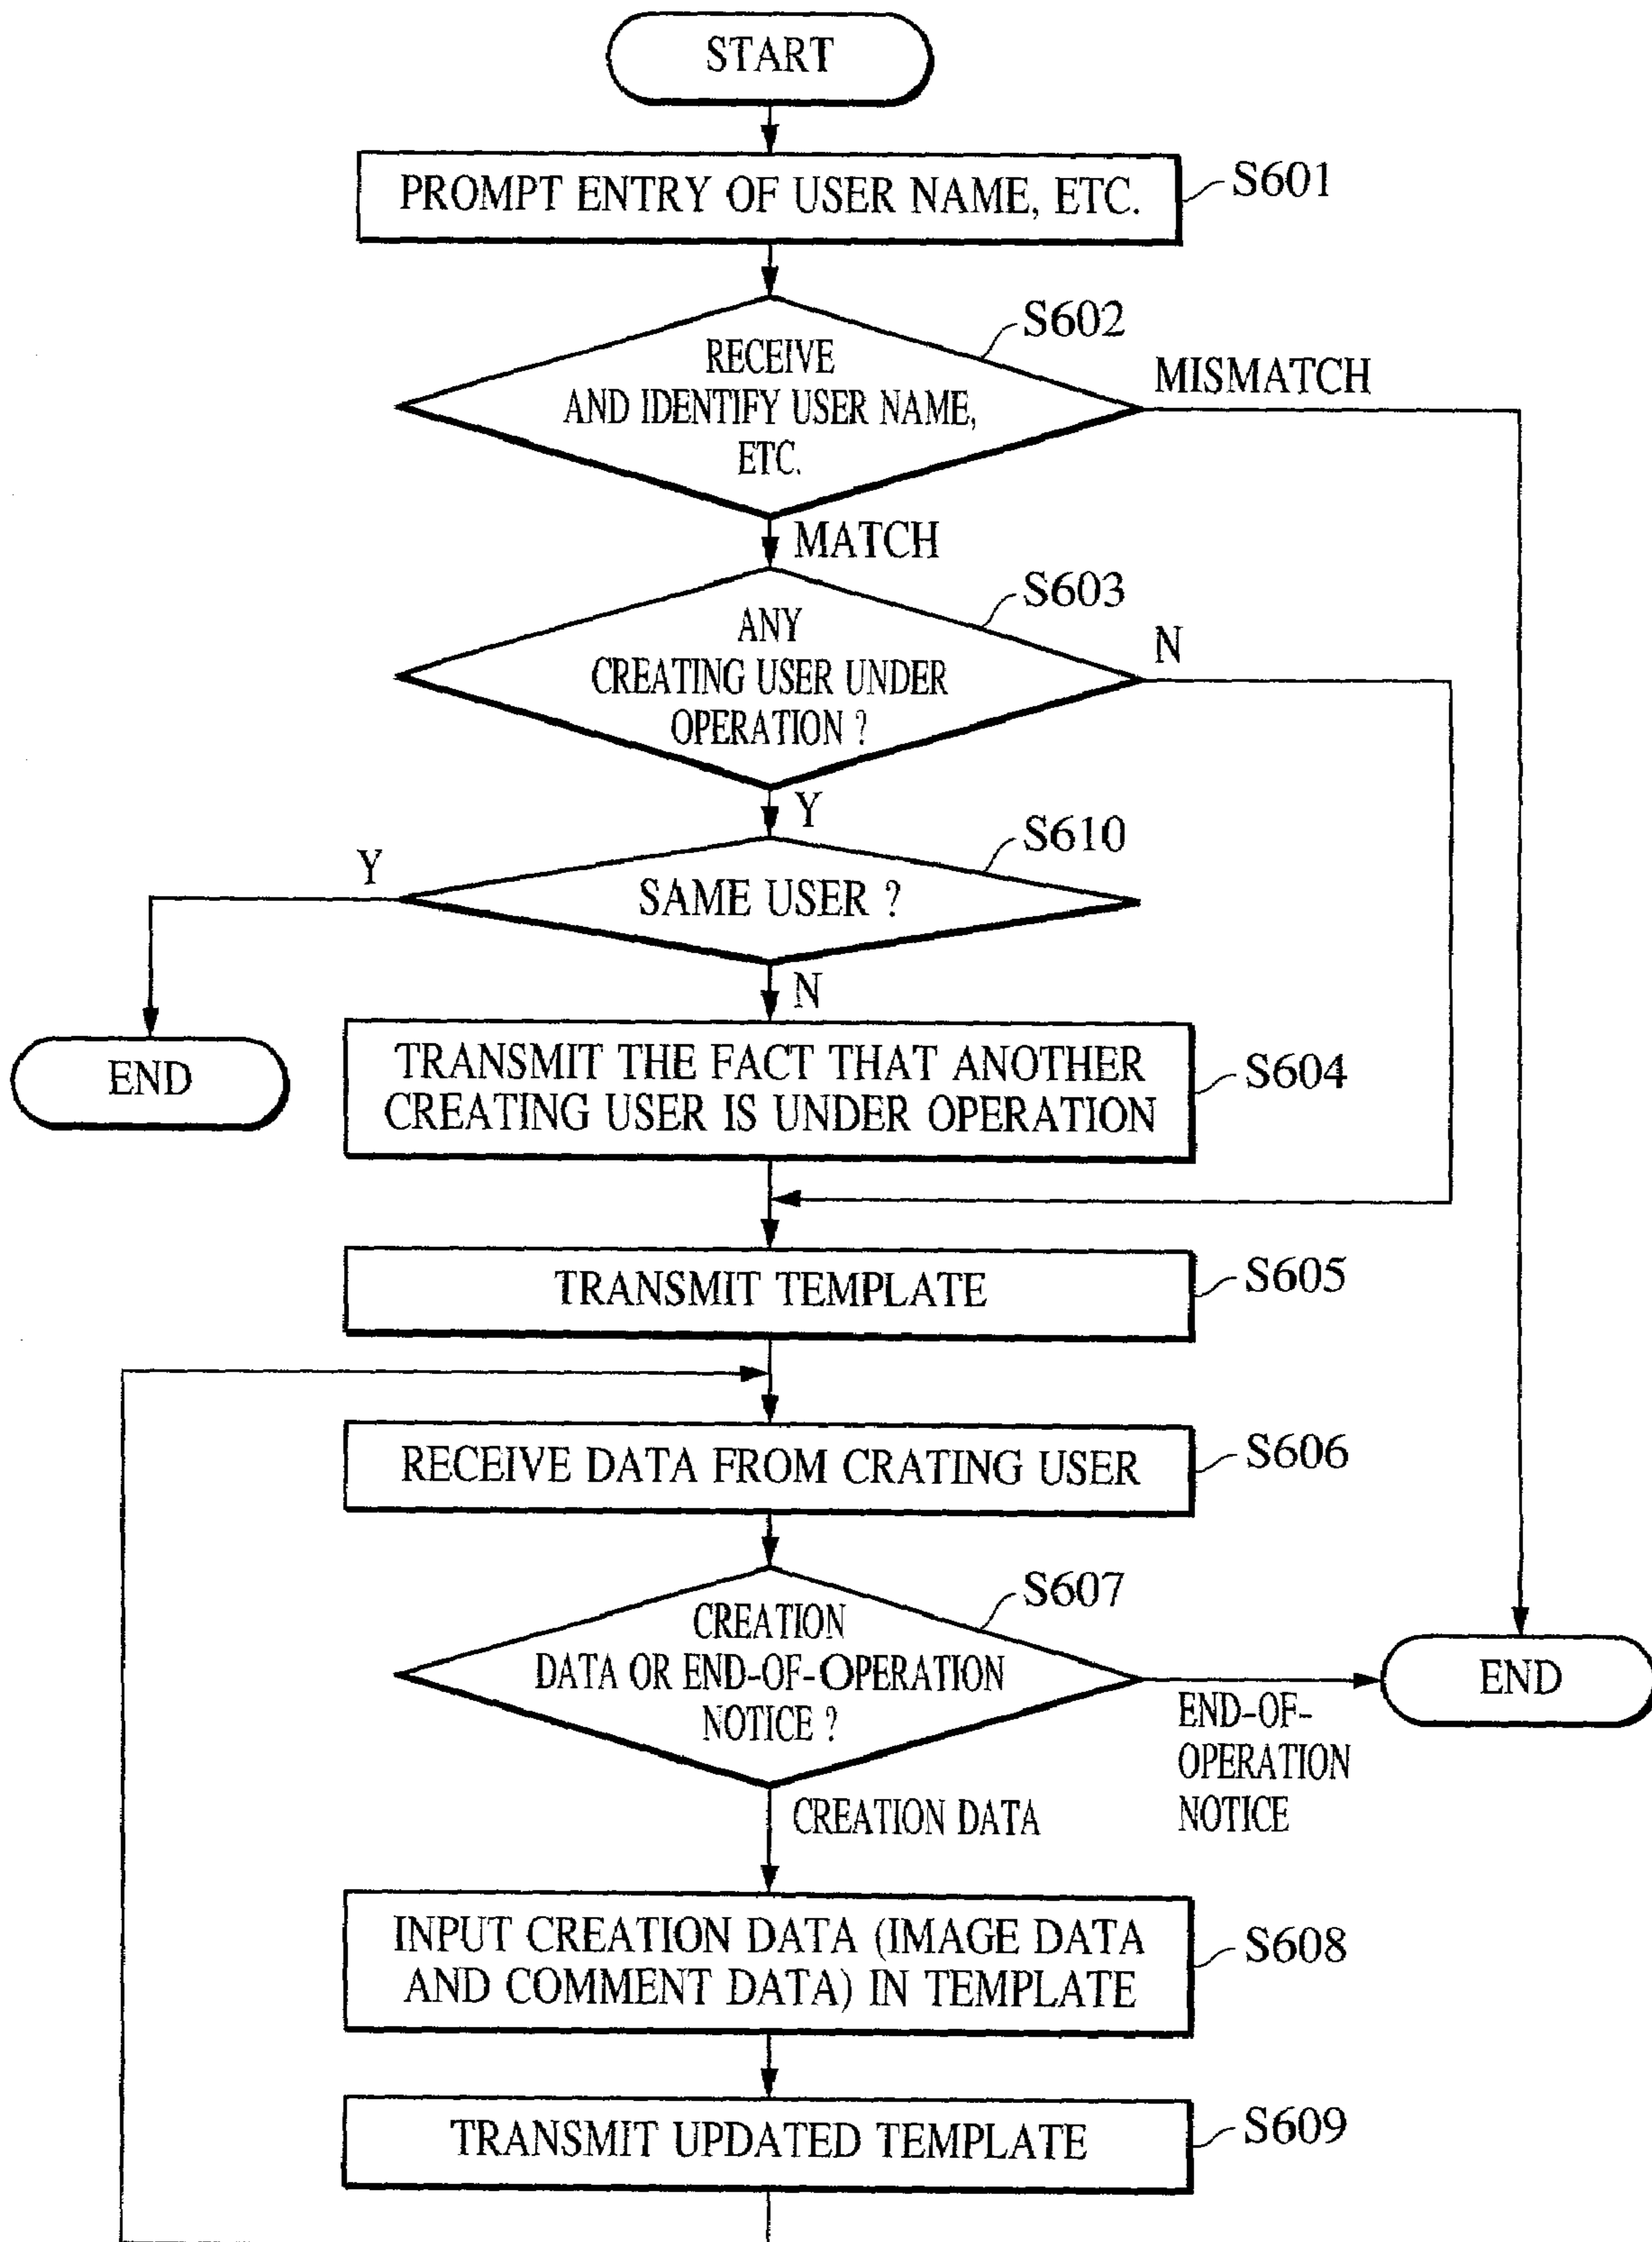 START
PROMPT ENTRY OF USER NAME, ETC.
S601
S602
RECEIVE
AND IDENTIFY USER NAME,
ETC.
MISMATCH
MATCH
S603
ANY
CREATING USER UNDER
OPERATION ?
N
Y
S610
Y
SAME USER ?
N
END
TRANSMIT THE FACT THAT ANOTHER
CREATING USER IS UNDER OPERATION
S604
TRANSMIT TEMPLATE
S605
RECEIVE DATA FROM CRATING USER
S606
S607
CREATION
DATA OR END-OF-OPERATION
NOTICE ?
END
END-OF-
OPERATION
NOTICE
CREATION DATA
INPUT CREATION DATA (IMAGE DATA
AND COMMENT DATA) IN TEMPLATE
S608
TRANSMIT UPDATED TEMPLATE
S609